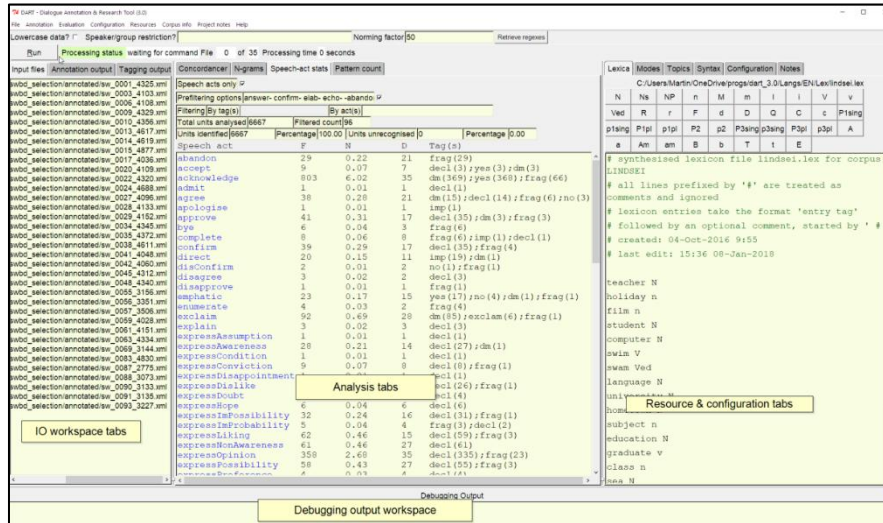 DART - Dialogue Annotation & Research Tool (3.0)
File Annotation Evaluation Configuration Resources Corpus info Project notes Help
Lowercase data? Speaker/group restriction? Norming factor 50 Retrieve regexes
Run Processing status waiting for command File 0 of 35 Processing time 0 seconds
Input files Annotation output Tagging output
swbd_selection/annotated/sw_0001_4325.xml
swbd_selection/annotated/sw_0003_4103.xml
swbd_selection/annotated/sw_0006_4108.xml
swbd_selection/annotated/sw_0009_4329.xml
swbd_selection/annotated/sw_0010_4356.xml
swbd_selection/annotated/sw_0013_4617.xml
swbd_selection/annotated/sw_0014_4619.xml
swbd_selection/annotated/sw_0015_4877.xml
swbd_selection/annotated/sw_0017_4036.xml
swbd_selection/annotated/sw_0020_4109.xml
swbd_selection/annotated/sw_0022_4320.xml
swbd_selection/annotated/sw_0024_4688.xml
swbd_selection/annotated/sw_0027_4096.xml
swbd_selection/annotated/sw_0028_4133.xml
swbd_selection/annotated/sw_0029_4152.xml
swbd_selection/annotated/sw_0034_4345.xml
swbd_selection/annotated/sw_0035_4372.xml
swbd_selection/annotated/sw_0038_4611.xml
swbd_selection/annotated/sw_0041_4048.xml
swbd_selection/annotated/sw_0042_4060.xml
swbd_selection/annotated/sw_0045_4312.xml
swbd_selection/annotated/sw_0048_4340.xml
swbd_selection/annotated/sw_0055_3156.xml
swbd_selection/annotated/sw_0056_3351.xml
swbd_selection/annotated/sw_0057_3506.xml
swbd_selection/annotated/sw_0059_4028.xml
swbd_selection/annotated/sw_0061_4151.xml
swbd_selection/annotated/sw_0063_4334.xml
swbd_selection/annotated/sw_0069_3144.xml
swbd_selection/annotated/sw_0083_4830.xml
swbd_selection/annotated/sw_0087_2775.xml
swbd_selection/annotated/sw_0088_3073.xml
swbd_selection/annotated/sw_0090_3133.xml
swbd_selection/annotated/sw_0091_3135.xml
swbd_selection/annotated/sw_0093_3227.xml
IO workspace tabs
Concordancer N-grams Speech-act stats Pattern count
Speech acts only
Prefiltering options answer- confirm- elab- echo- -abando
Filtering By tag(s) By act(s)
Total units analysed 6667 Filtered count 96
Units identified 6667 Percentage 100.00 Units unrecognised 0 Percentage 0.00
Speech act F N D Tag(s)
abandon 29 0.22 21 frag(29)
accept 9 0.07 7 decl(3);yes(3);dm(3)
acknowledge 803 6.02 35 dm(369);yes(368);frag(66)
admit 1 0.01 1 decl(1)
agree 38 0.28 21 dm(15);decl(14);frag(6);no(3)
apologise 1 0.01 1 imp(1)
approve 41 0.31 17 decl(35);dm(3);frag(3)
bye 6 0.04 3 frag(6)
complete 8 0.06 8 frag(6);imp(1);decl(1)
confirm 39 0.29 17 decl(35);frag(4)
direct 20 0.15 11 imp(19);dm(1)
disConfirm 2 0.01 2 no(1);frag(1)
disagree 3 0.02 2 decl(3)
disapprove 1 0.01 1 frag(1)
emphatic 23 0.17 15 yes(17);no(4);dm(1);frag(1)
enumerate 4 0.03 2 frag(4)
exclaim 92 0.69 28 dm(85);exclam(6);frag(1)
explain 3 0.02 3 decl(3)
expressAssumption 1 0.01 1 decl(1)
expressAwareness 28 0.21 14 decl(27);dm(1)
expressCondition 1 0.01 1 decl(1)
expressConviction 9 0.07 8 decl(8);frag(1)
expressDisappointment
expressDislike (26);frag(1)
expressDoubt (4)
expressHope 6 0.04 6 decl(6)
expressImPossibility 32 0.24 16 decl(31);frag(1)
expressImProbability 5 0.04 4 frag(3);decl(2)
expressLiking 62 0.46 15 decl(59);frag(3)
expressNonAwareness 61 0.46 27 decl(61)
expressOpinion 358 2.68 35 decl(335);frag(23)
expressPossibility 58 0.43 27 decl(55);frag(3)
expressPreference 4 0.03 4 decl(4)
Analysis tabs
Lexica Modes Topics Syntax Configuration Notes
C:/Users/Martin/OneDrive/progs/dart_3.0/Langs/EN/Lex/lindsei.lex
N Ns NP n M m I i V v
Ved R r F d D Q C c P1sing
p1sing P1pl p1pl P2 p2 P3sing p3sing P3pl p3pl A
a Am am B b T t E
# synthesised lexicon file lindsei.lex for corpus
LINDSEI
# all lines prefixed by '#' are treated as
comments and ignored
# lexicon entries take the format 'entry tag'
# followed by an optional comment, started by ' #
# created: 04-Oct-2016 9:55
# last edit: 15:36 08-Jan-2018
teacher N
holiday n
film n
student N
computer N
swim V
swam Ved
language N
Resource & configuration tabs
subject n
education N
graduate v
class n
sea N
Debugging Output
Debugging output workspace